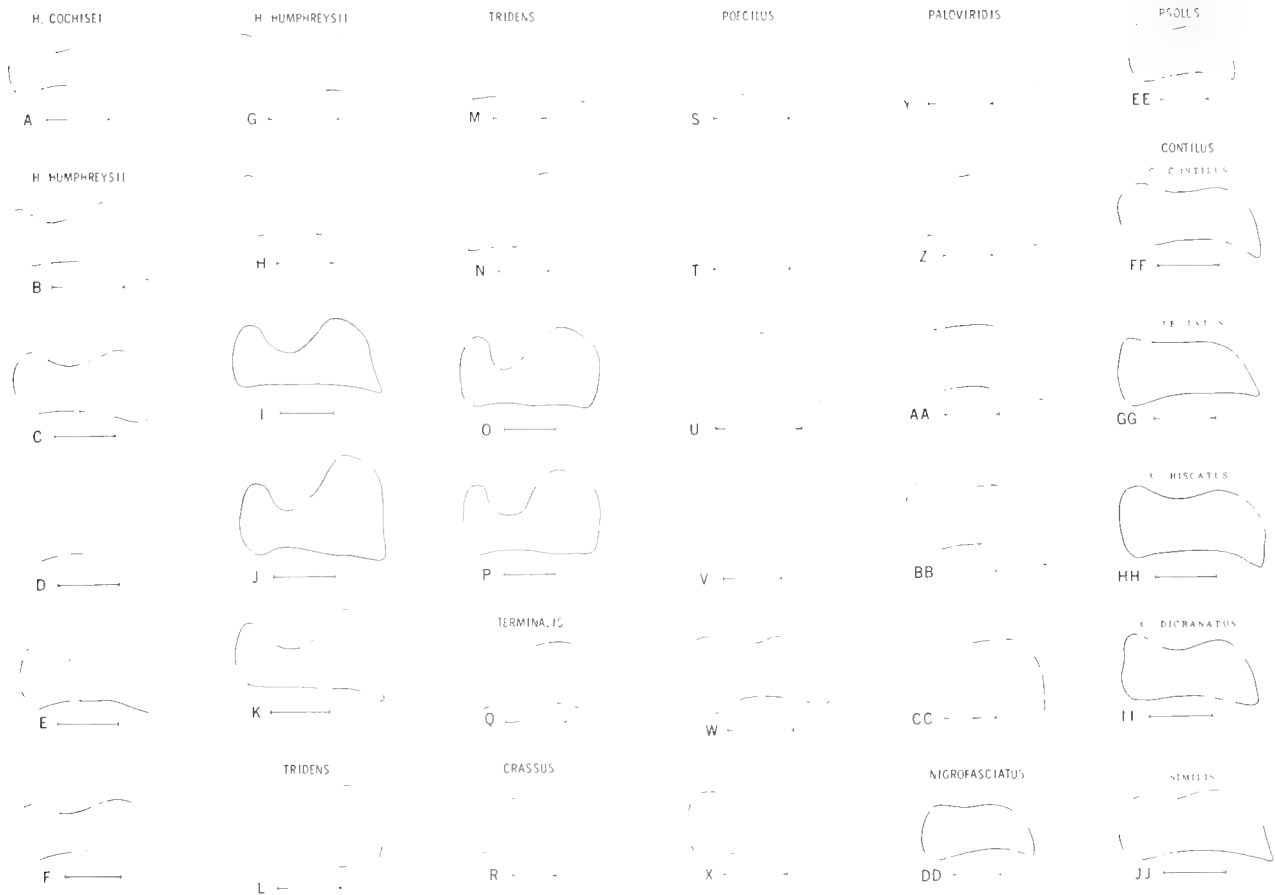 H. COCHISEI
H HUMPHREYSII
TRIDENS
POECILUS
PALOVIRIDIS
PSOLUS
A
G
M
S
Y
EE
H HUMPHREYSII
CONTILUS
B
H
N
T
Z
FF
C
I
O
U
AA
GG
C HISCATUS
D
J
P
V
BB
HH
TERMINALIS
C DICRANATUS
E
K
Q
W
CC
II
TRIDENS
CRASSUS
NIGROFASCIATUS
SIMILIS
F
L
R
X
DD
JJ